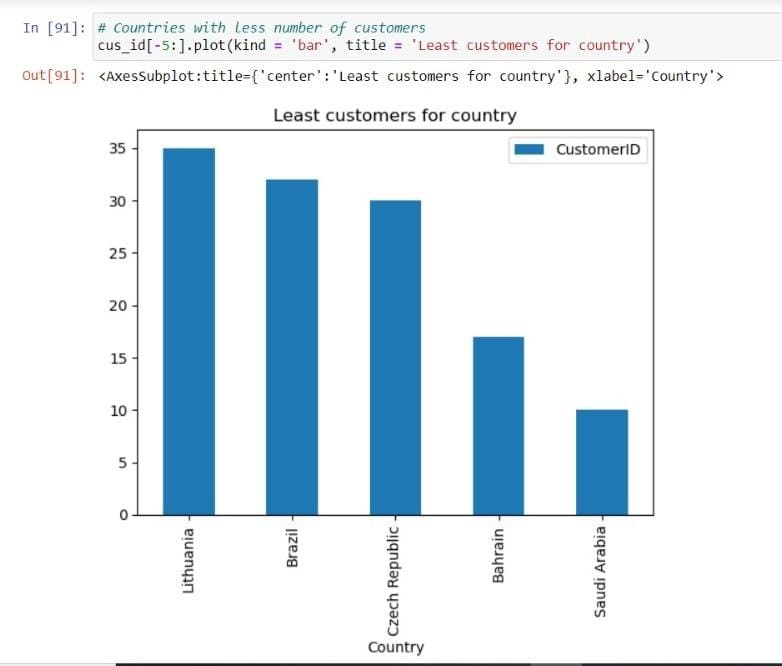 In [91]: # Countries with less number of customers
cus_id[-5:].plot(kind = 'bar', title = 'Least customers for country')
Out[91]: <AxesSubplot:title={'center':'Least customers for country'}, xlabel='Country'>
Least customers for country
CustomerID
35
30
25
20
15
10
5
0
Lithuania
Brazil
Czech Republic
Bahrain
Saudi Arabia
Country